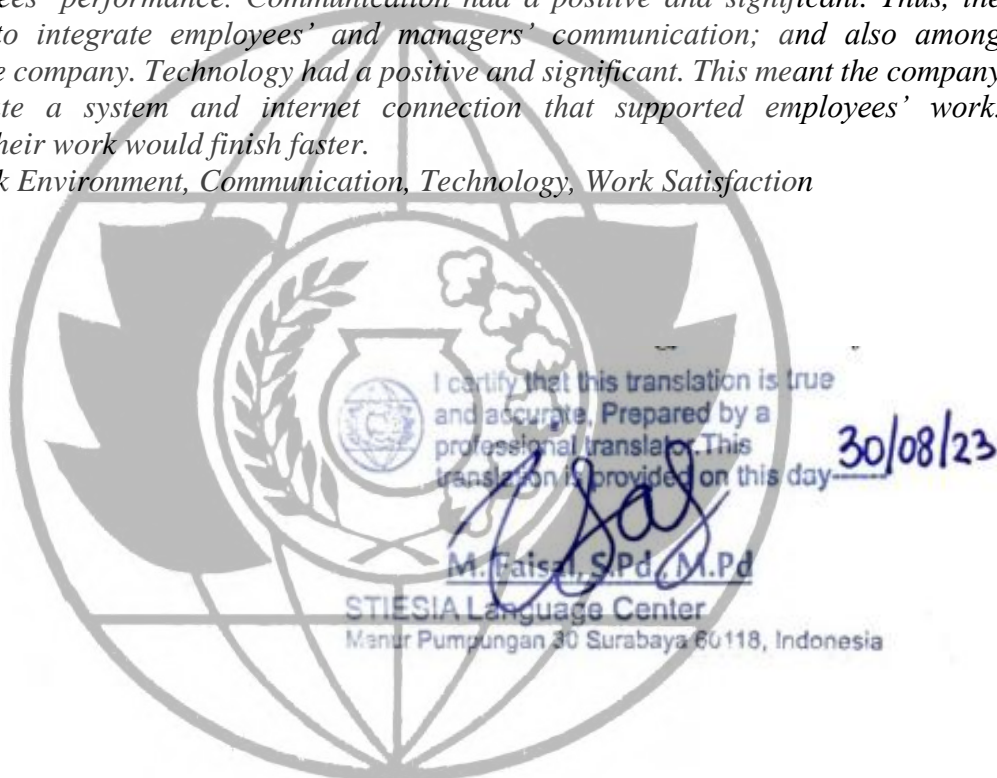 performance. Communication had a positive and significant. Thus, the
to integrate employees’ and managers’ communication; and also among
company. Technology had a positive and significant. This meant the company
a system and internet connection that supported employees’ work.
their work would finish faster.
Environment, Communication, Technology, Work Satisfaction
I certify that this translation is true
and accurate. Prepared by a
professional translator. This
translation is provided on this day
30/08/23
M. Faisal, S.Pd., M.Pd
STIESIA Language Center
Menur Pumpungan 30 Surabaya 60118, Indonesia